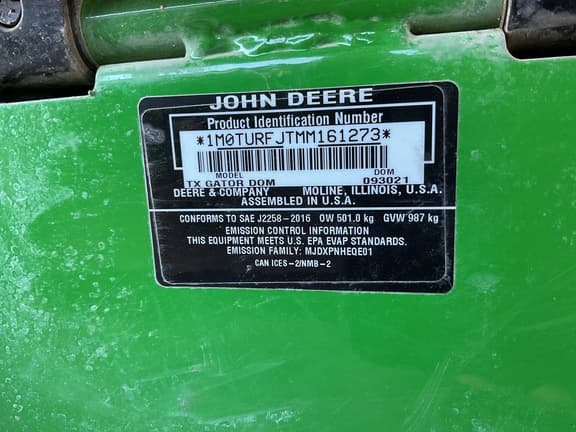 JOHN DEERE
Product Identification Number
*1M0TURFJTMM161273*
MODEL DOM
TX GATOR DOM 093021
DEERE & COMPANY MOLINE, ILLINOIS, U.S.A.
ASSEMBLED IN U.S.A.
CONFORMS TO SAE J2258-2016 OW 501.0 kg GVW 987 kg
EMISSION CONTROL INFORMATION
THIS EQUIPMENT MEETS U.S. EPA EVAP STANDARDS.
EMISSION FAMILY: MJDXPNHEQE01
CAN ICES-2/NMB-2